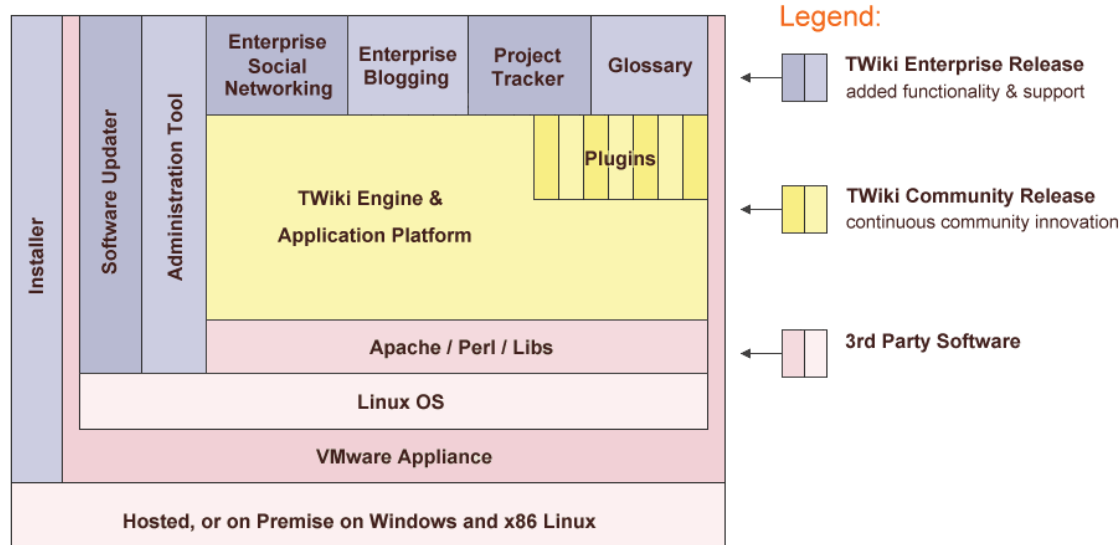 Legend:
Enterprise
Social
Networking
Enterprise
Blogging
Project
Tracker
Glossary
TWiki Enterprise Release
added functionality & support
Installer
Software Updater
Administration Tool
Plugins
TWiki Engine &
Application Platform
TWiki Community Release
continuous community innovation
Apache / Perl / Libs
3rd Party Software
Linux OS
VMware Appliance
Hosted, or on Premise on Windows and x86 Linux